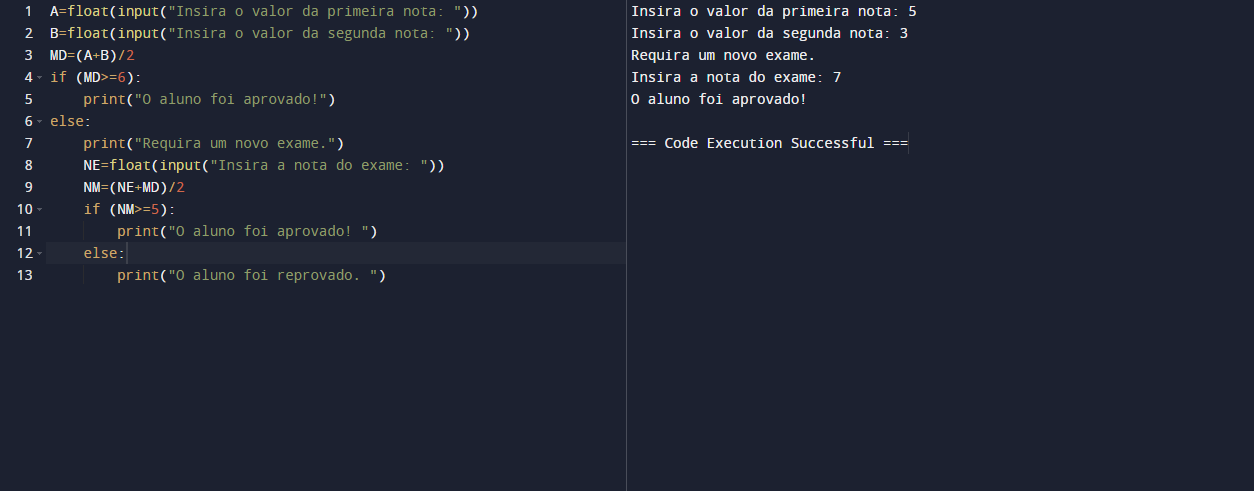 1 A=float(input("Insira o valor da primeira nota: "))
2 B=float(input("Insira o valor da segunda nota: "))
3 MD=(A+B)/2
4 if (MD>=6):
5     print("O aluno foi aprovado!")
6 else:
7     print("Requira um novo exame.")
8     NE=float(input("Insira a nota do exame: "))
9     NM=(NE+MD)/2
10     if (NM>=5):
11         print("O aluno foi aprovado! ")
12     else:
13         print("O aluno foi reprovado. ")
Insira o valor da primeira nota: 5
Insira o valor da segunda nota: 3
Requira um novo exame.
Insira a nota do exame: 7
O aluno foi aprovado!
=== Code Execution Successful ===